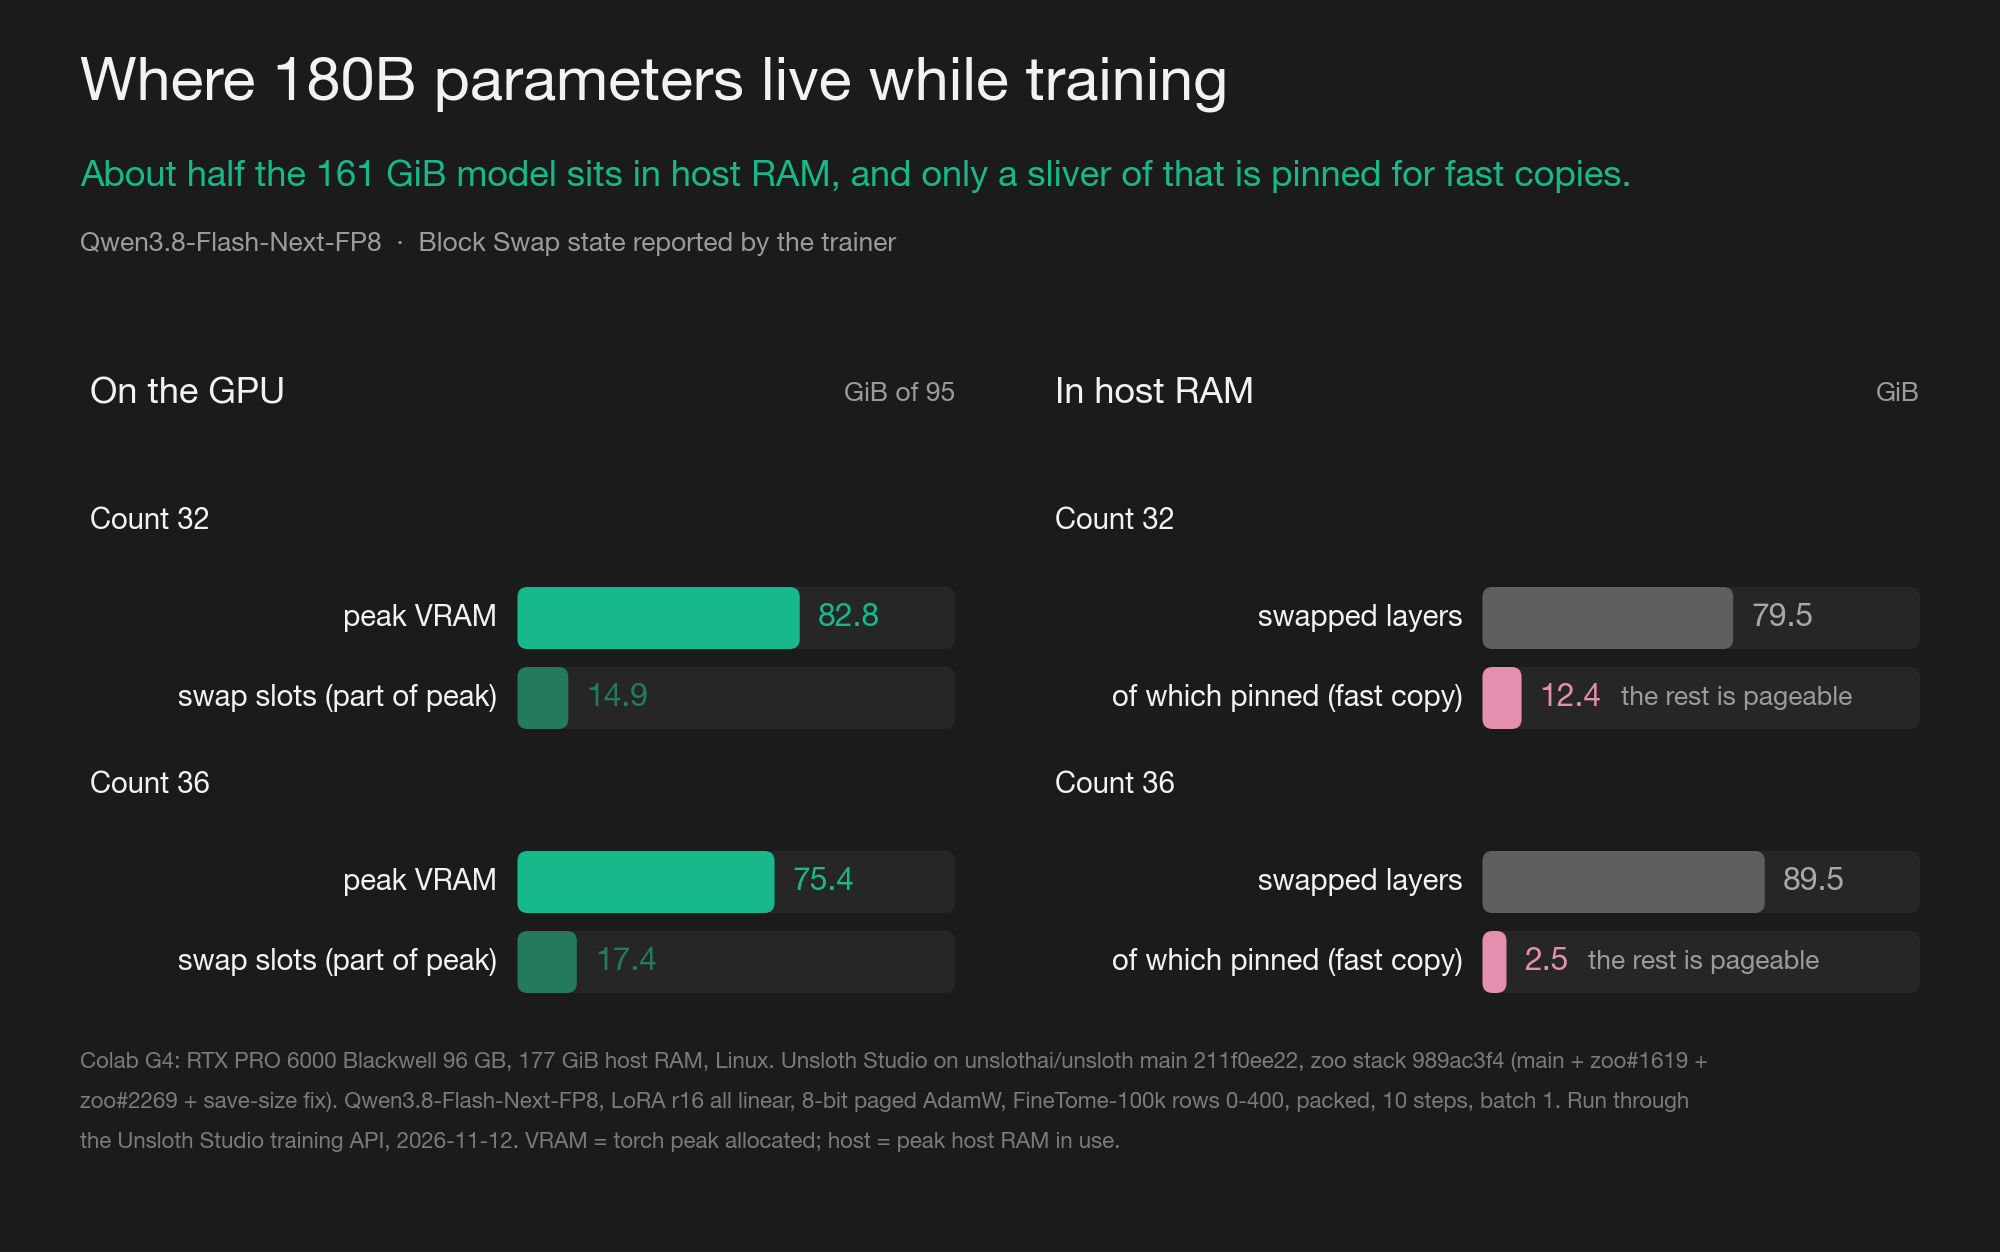 Where 180B parameters live while training
About half the 161 GiB model sits in host RAM, and only a sliver of that is pinned for fast copies.
Qwen3.8-Flash-Next-FP8 · Block Swap state reported by the trainer
On the GPU
GiB of 95
Count 32
peak VRAM 82.8
swap slots (part of peak) 14.9
Count 36
peak VRAM 75.4
swap slots (part of peak) 17.4
In host RAM
GiB
Count 32
swapped layers 79.5
of which pinned (fast copy) 12.4 the rest is pageable
Count 36
swapped layers 89.5
of which pinned (fast copy) 2.5 the rest is pageable
Colab G4: RTX PRO 6000 Blackwell 96 GB, 177 GiB host RAM, Linux. Unsloth Studio on unslothai/unsloth main 211f0ee22, zoo stack 989ac3f4 (main + zoo#1619 +
zoo#2269 + save-size fix). Qwen3.8-Flash-Next-FP8, LoRA r16 all linear, 8-bit paged AdamW, FineTome-100k rows 0-400, packed, 10 steps, batch 1. Run through
the Unsloth Studio training API, 2026-11-12. VRAM = torch peak allocated; host = peak host RAM in use.